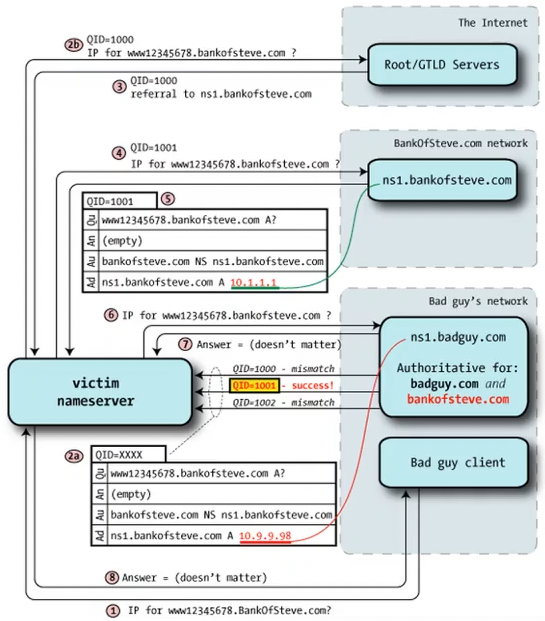 The Internet
2b
QID=1000
IP for www12345678.bankofsteve.com ?
Root/GTLD Servers
3
QID=1000
referral to ns1.bankofsteve.com
BankOfSteve.com network
4
QID=1001
IP for www12345678.bankofsteve.com ?
ns1.bankofsteve.com
5
QID=1001
Qu www12345678.bankofsteve.com A?
An (empty)
Au bankofsteve.com NS ns1.bankofsteve.com
Ad ns1.bankofsteve.com A 10.1.1.1
Bad guy's network
6 IP for www12345678.bankofsteve.com ?
7 Answer = (doesn't matter)
ns1.badguy.com
Authoritative for:
badguy.com and
bankofsteve.com
victim
nameserver
QID=1000 - mismatch
QID=1001 - success!
QID=1002 - mismatch
2a
QID=XXXX
Qu www12345678.bankofsteve.com A?
An (empty)
Au bankofsteve.com NS ns1.bankofsteve.com
Ad ns1.bankofsteve.com A 10.9.9.98
Bad guy client
8 Answer = (doesn't matter)
1 IP for www12345678.BankOfSteve.com?